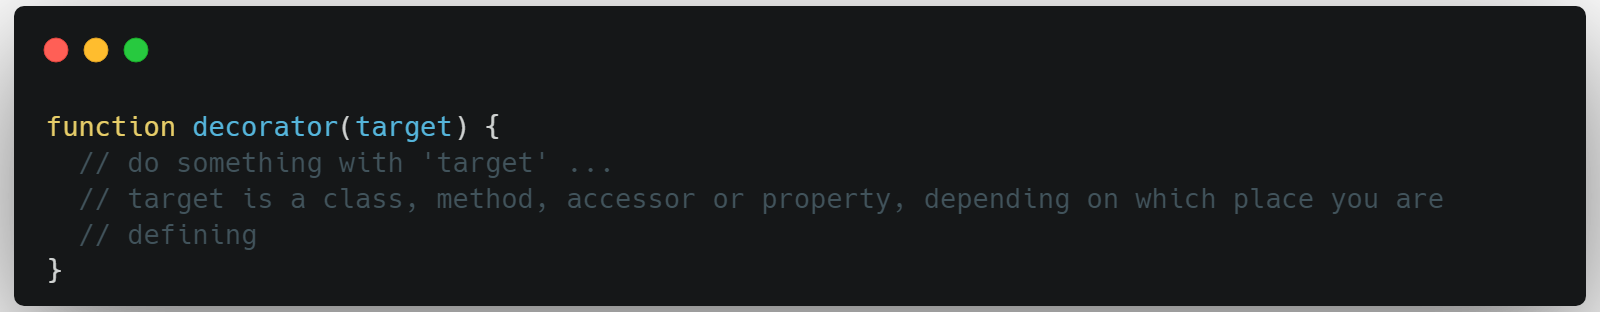 function decorator(target) {
  // do something with 'target' ...
  // target is a class, method, accessor or property, depending on which place you are
  // defining
}